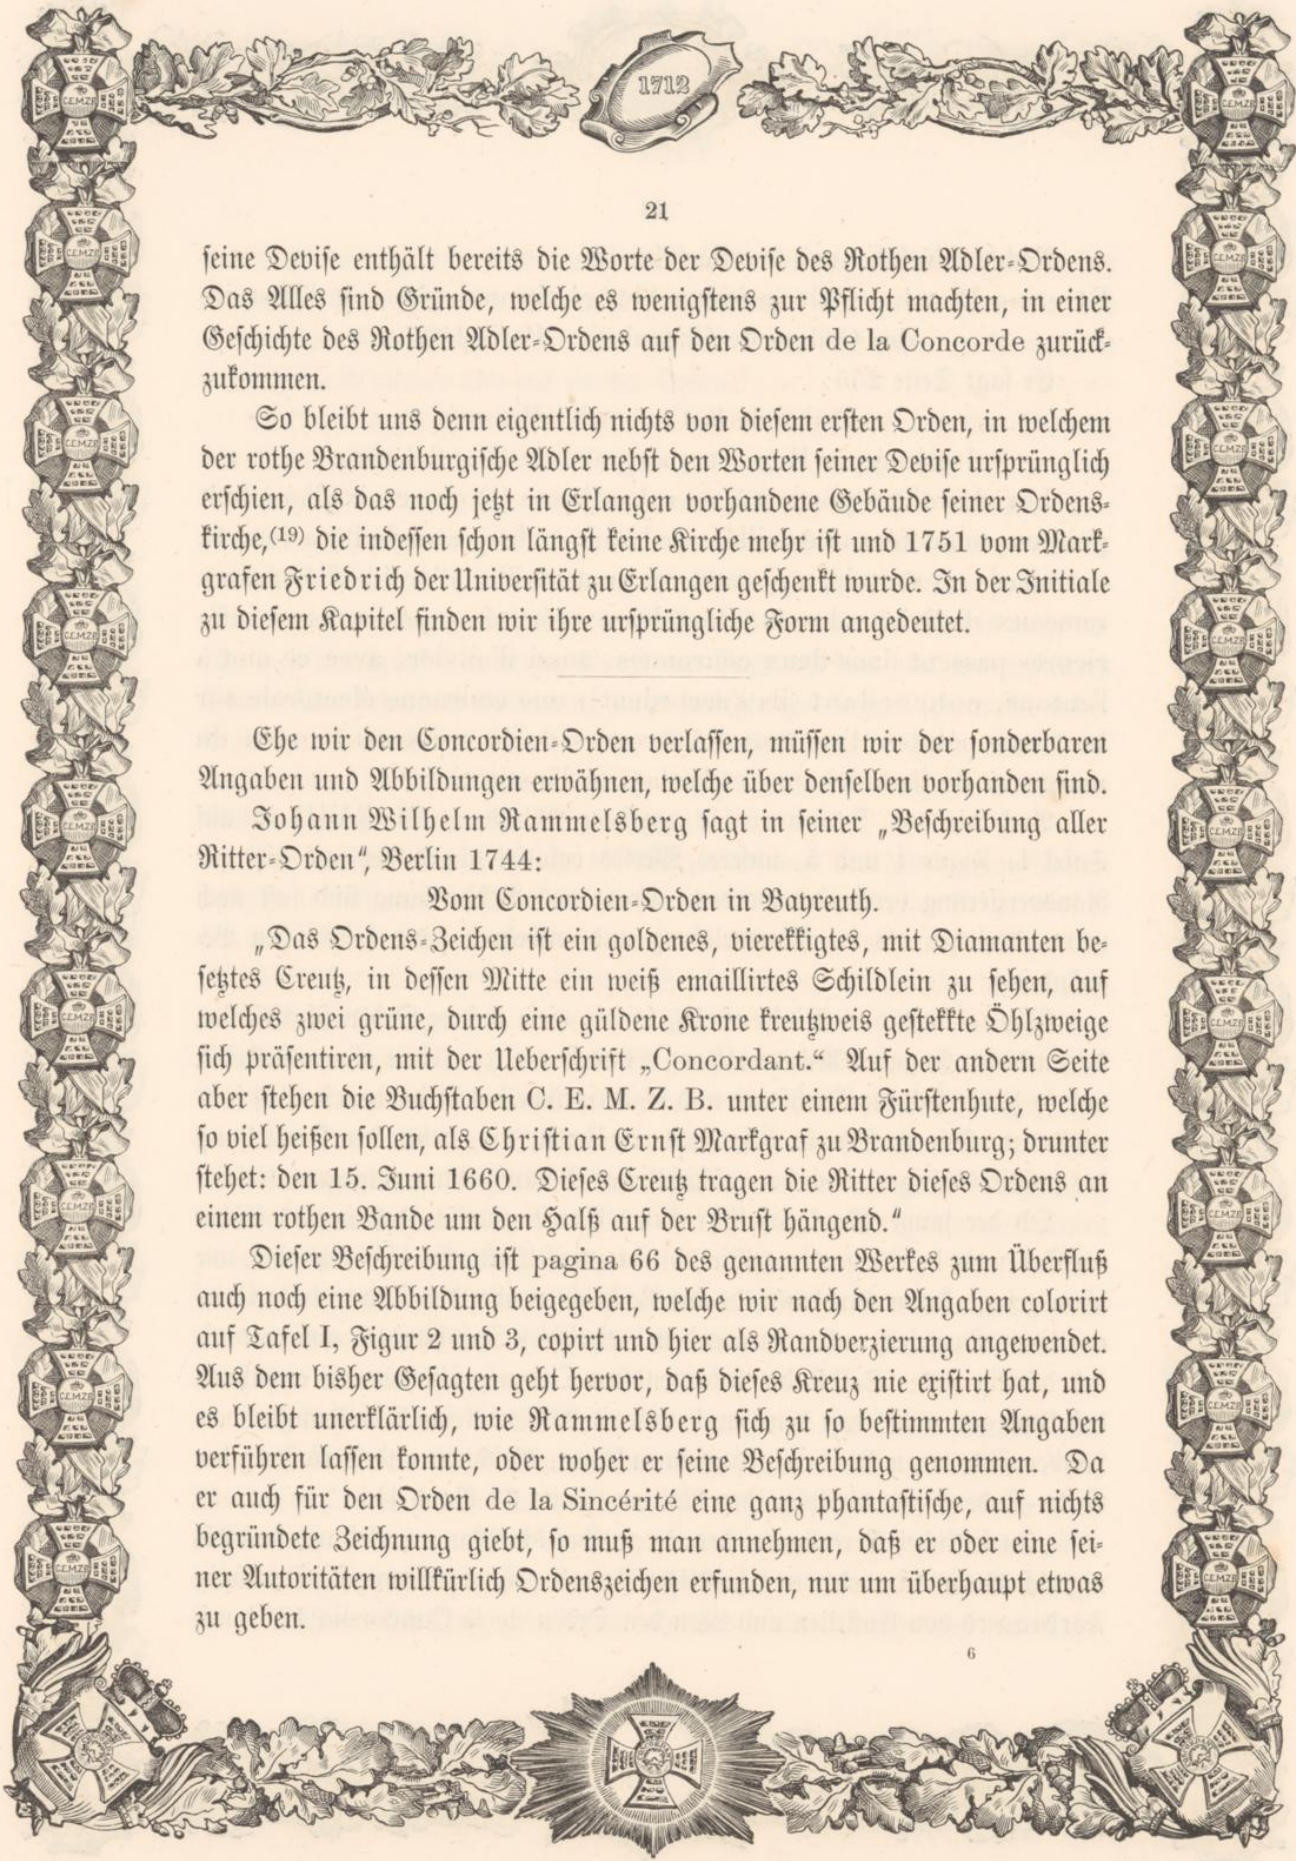 1712
21
seine Devise enthält bereits die Worte der Devise des Rothen Adler-Ordens.
Das Alles sind Gründe, welche es wenigstens zur Pflicht machten, in einer
Geschichte des Rothen Adler-Ordens auf den Orden de la Concorde zurück-
zukommen.
So bleibt uns denn eigentlich nichts von diesem ersten Orden, in welchem
der rothe Brandenburgische Adler nebst den Worten seiner Devise ursprünglich
erschien, als das noch jetzt in Erlangen vorhandene Gebäude seiner Ordens-
kirche,(19) die indessen schon längst keine Kirche mehr ist und 1751 vom Mark-
grafen Friedrich der Universität zu Erlangen geschenkt wurde. In der Initiale
zu diesem Kapitel finden wir ihre ursprüngliche Form angedeutet.
Ehe wir den Concordien-Orden verlassen, müssen wir der sonderbaren
Angaben und Abbildungen erwähnen, welche über denselben vorhanden sind.
Johann Wilhelm Rammelsberg sagt in seiner „Beschreibung aller
Ritter-Orden“, Berlin 1744:
Vom Concordien-Orden in Bayreuth.
„Das Ordens-Zeichen ist ein goldenes, vierekkigtes, mit Diamanten be-
setztes Creutz, in dessen Mitte ein weiß emaillirtes Schildlein zu sehen, auf
welches zwei grüne, durch eine güldene Krone kreutzweis gestekkte Öhlzweige
sich präsentiren, mit der Ueberschrift „Concordant.“ Auf der andern Seite
aber stehen die Buchstaben C. E. M. Z. B. unter einem Fürstenhute, welche
so viel heißen sollen, als Christian Ernst Markgraf zu Brandenburg; drunter
stehet: den 15. Juni 1660. Dieses Creutz tragen die Ritter dieses Ordens an
einem rothen Bande um den Halß auf der Brust hängend.“
Dieser Beschreibung ist pagina 66 des genannten Werkes zum Überfluß
auch noch eine Abbildung beigegeben, welche wir nach den Angaben colorirt
auf Tafel I, Figur 2 und 3, copirt und hier als Randverzierung angewendet.
Aus dem bisher Gesagten geht hervor, daß dieses Kreuz nie existirt hat, und
es bleibt unerklärlich, wie Rammelsberg sich zu so bestimmten Angaben
verführen lassen konnte, oder woher er seine Beschreibung genommen. Da
er auch für den Orden de la Sincérité eine ganz phantastische, auf nichts
begründete Zeichnung giebt, so muß man annehmen, daß er oder eine sei-
ner Autoritäten willkürlich Ordenszeichen erfunden, nur um überhaupt etwas
zu geben.
6